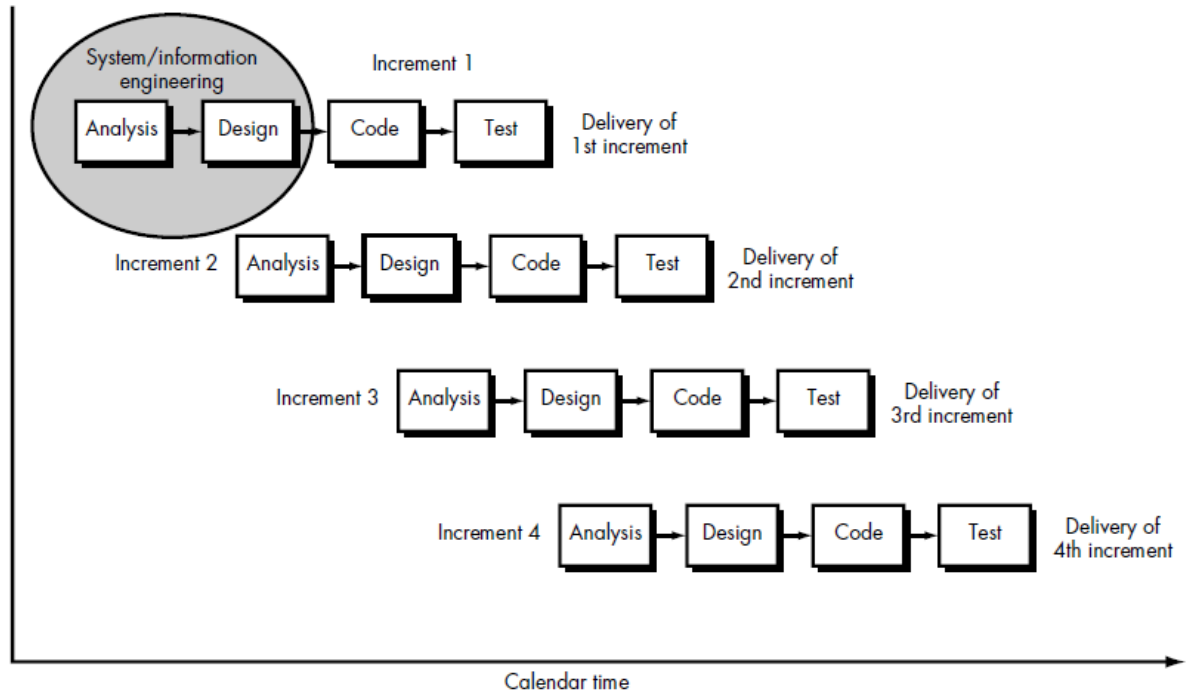 System/information
engineering
Increment 1
Analysis
Design
Code
Test
Delivery of
1st increment
Increment 2
Analysis
Design
Code
Test
Delivery of
2nd increment
Increment 3
Analysis
Design
Code
Test
Delivery of
3rd increment
Increment 4
Analysis
Design
Code
Test
Delivery of
4th increment
Calendar time